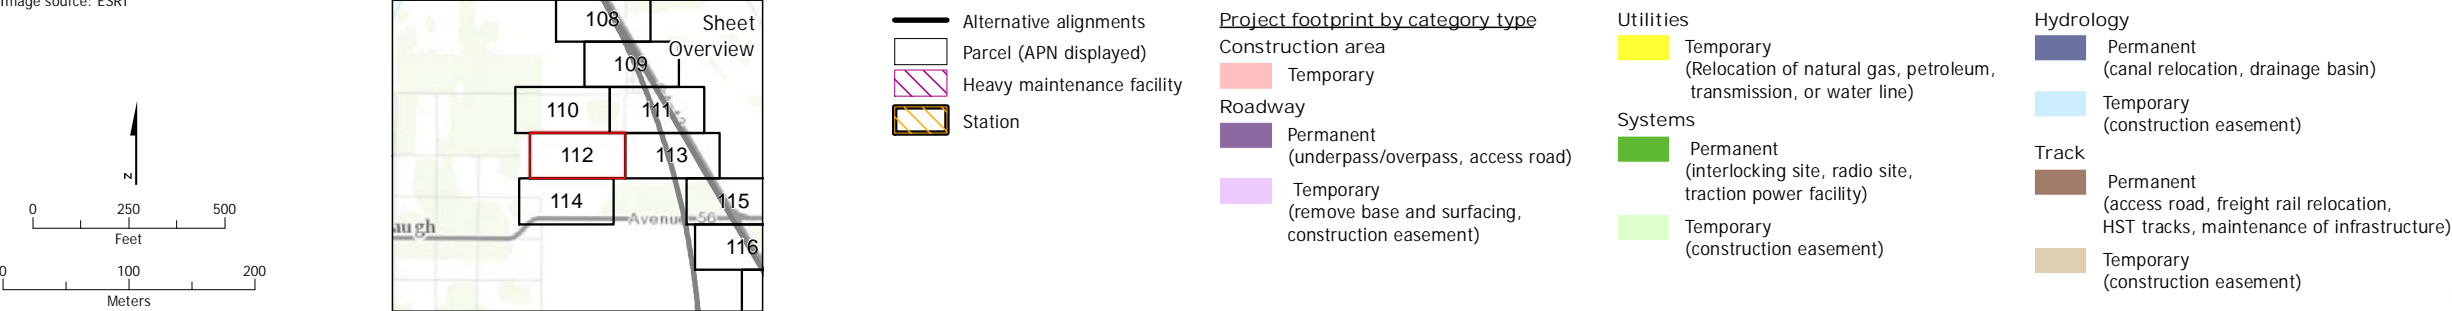 Image source: ESRI
N
0 250 500
Feet
0 100 200
Meters
Sheet
Overview
108
109
110
111
112
113
114
115
116
Avenue 56
augh
Alternative alignments
Parcel (APN displayed)
Heavy maintenance facility
Station
Project footprint by category type
Construction area
Temporary
Roadway
Permanent
(underpass/overpass, access road)
Temporary
(remove base and surfacing,
construction easement)
Utilities
Temporary
(Relocation of natural gas, petroleum,
transmission, or water line)
Systems
Permanent
(interlocking site, radio site,
traction power facility)
Temporary
(construction easement)
Hydrology
Permanent
(canal relocation, drainage basin)
Temporary
(construction easement)
Track
Permanent
(access road, freight rail relocation,
HST tracks, maintenance of infrastructure)
Temporary
(construction easement)